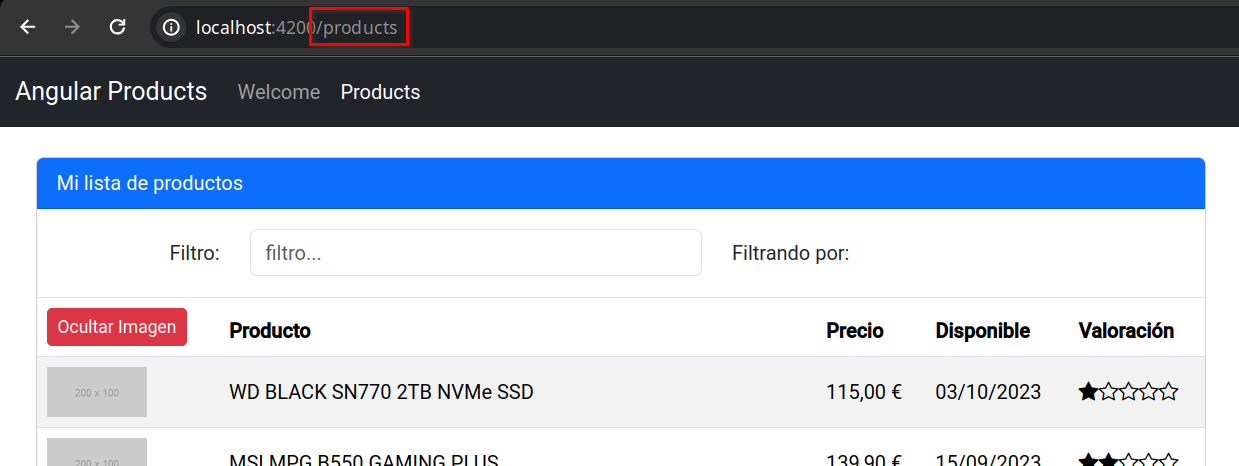 localhost:4200/products
Angular Products Welcome Products
Mi lista de productos
Filtro: filtro... Filtrando por:
Ocultar Imagen Producto Precio Disponible Valoración
200 x 100 WD BLACK SN770 2TB NVMe SSD 115,00 € 03/10/2023
200 x 100 MSI MPG B550 GAMING PLUS 139,90 € 15/09/2023